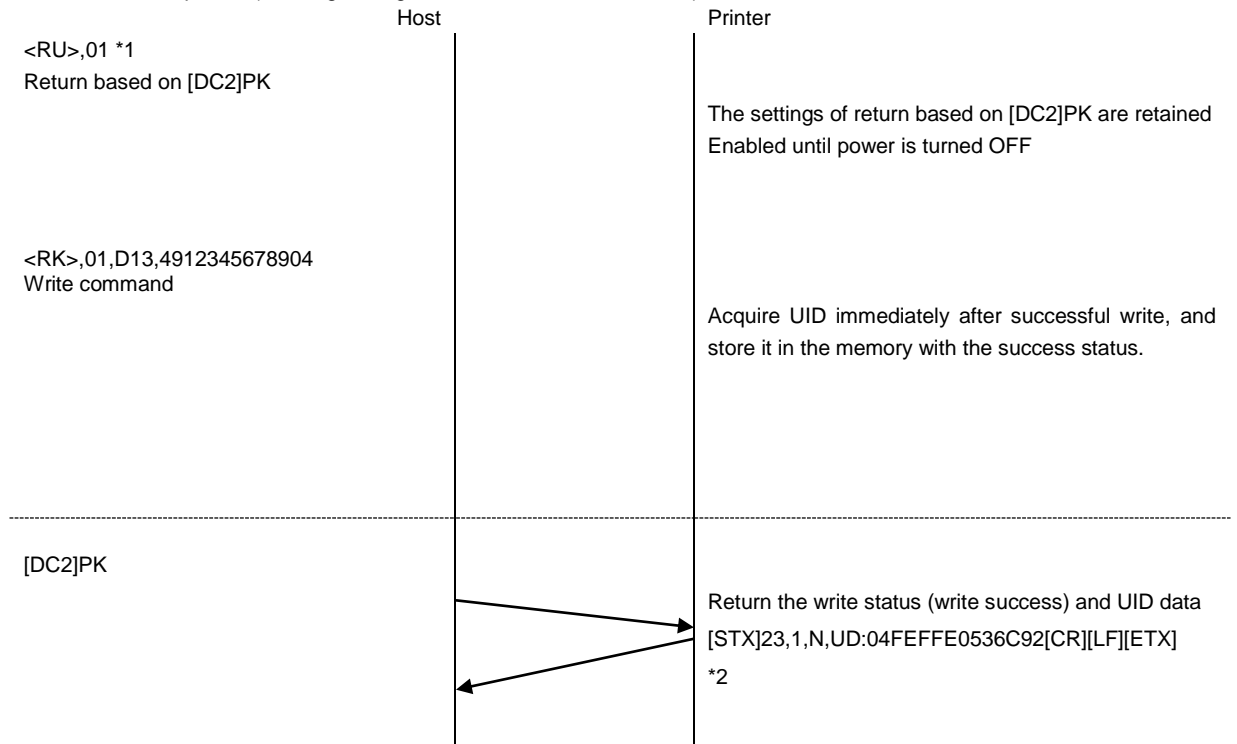 Host Printer
<RU>,01 *1
Return based on [DC2]PK
The settings of return based on [DC2]PK are retained
Enabled until power is turned OFF
<RK>,01,D13,4912345678904
Write command
Acquire UID immediately after successful write, and
store it in the memory with the success status.
[DC2]PK
Return the write status (write success) and UID data
[STX]23,1,N,UD:04FEFFE0536C92[CR][LF][ETX]
*2